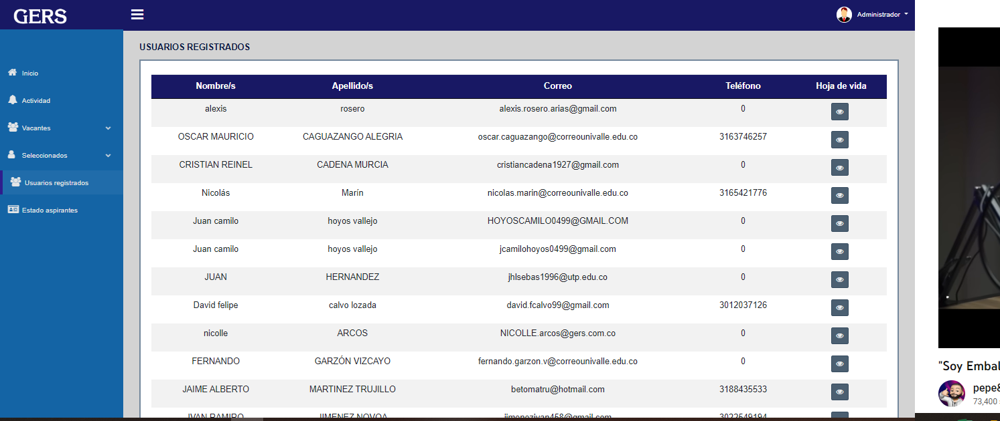 GERS
Administrador
USUARIOS REGISTRADOS
Inicio
Actividad
Vacantes
Seleccionados
Usuarios registrados
Estado aspirantes
Nombre/s Apellido/s Correo Teléfono Hoja de vida
alexis rosero alexis.rosero.arias@gmail.com 0
OSCAR MAURICIO CAGUAZANGO ALEGRIA oscar.caguazango@correounivalle.edu.co 3163746257
CRISTIAN REINEL CADENA MURCIA cristiancadena1927@gmail.com 0
Nicolás Marín nicolas.marin@correounivalle.edu.co 3165421776
Juan camilo hoyos vallejo HOYOSCAMILO0499@GMAIL.COM 0
Juan camilo hoyos vallejo jcamilohoyos0499@gmail.com 0
JUAN HERNANDEZ jhlsebas1996@utp.edu.co 0
David felipe calvo lozada david.fcalvo99@gmail.com 3012037126
nicolle ARCOS NICOLLE.arcos@gers.com.co 0
FERNANDO GARZÓN VIZCAYO fernando.garzon.v@correounivalle.edu.co 0
JAIME ALBERTO MARTINEZ TRUJILLO betomatru@hotmail.com 3188435533
IVAN RAMIRO JIMENEZ NOVOA jimenezivan458@gmail.com 3022549194
"Soy Embal
pepe&
73,400